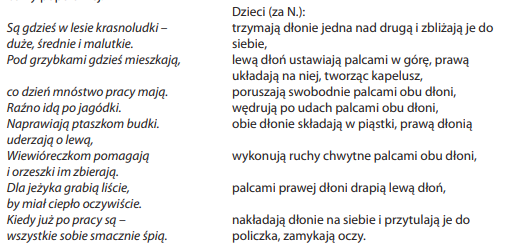 Dzieci (za N.):
Są gdzieś w lesie krasnoludki – trzymają dłonie jedna nad drugą i zbliżają je do
duże, średnie i malutkie. siebie,
Pod grzybkami gdzieś mieszkają, lewą dłoń ustawiają palcami w górę, prawą
układają na niej, tworząc kapelusz,
co dzień mnóstwo pracy mają. poruszają swobodnie palcami obu dłoni,
Raźno idą po jagódki. wędrują po udach palcami obu dłoni,
Naprawiają ptaszkom budki. obie dłonie składają w piąstki, prawą dłonią
uderzają o lewą,
Wiewióreczkom pomagają wykonują ruchy chwytne palcami obu dłoni,
i orzeszki im zbierają.
Dla jeżyka grabią liście, palcami prawej dłoni drapią lewą dłoń,
by miał ciepło oczywiście.
Kiedy już po pracy są – nakładają dłonie na siebie i przytulają je do
wszystkie sobie smacznie śpią. policzka, zamykają oczy.